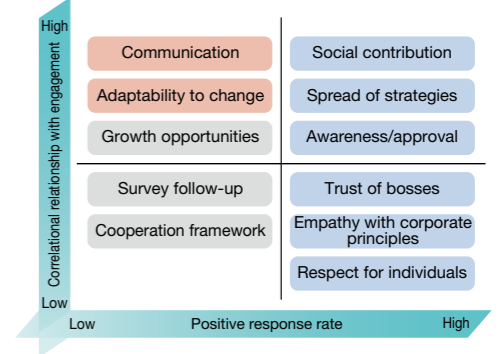 High
Correlational relationship with engagement
Low
Communication
Adaptability to change
Growth opportunities
Social contribution
Spread of strategies
Awareness/approval
Survey follow-up
Cooperation framework
Trust of bosses
Empathy with corporate
principles
Respect for individuals
Low
Positive response rate
High